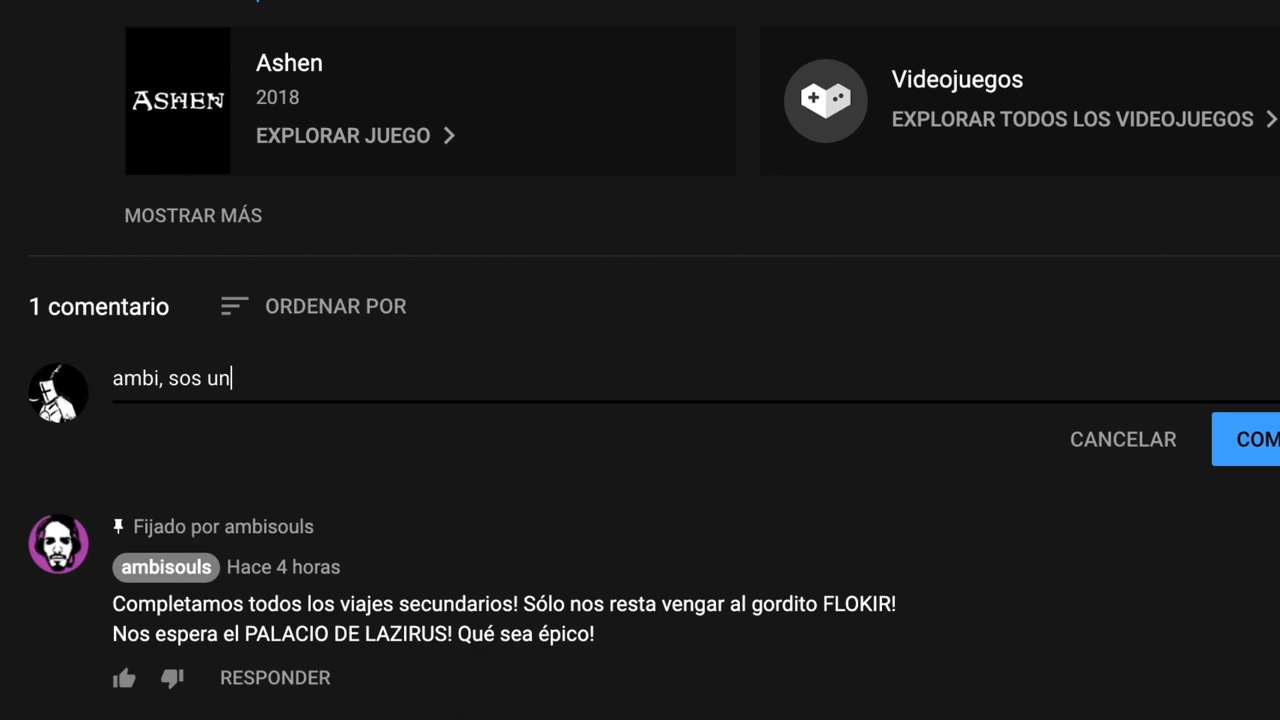 Ashen
ASHEN
2018
EXPLORAR JUEGO
Videojuegos
EXPLORAR TODOS LOS VIDEOJUEGOS
MOSTRAR MÁS
1 comentario
ORDENAR POR
ambi, sos un
CANCELAR
COM
Fijado por ambisouls
ambisouls Hace 4 horas
Completamos todos los viajes secundarios! Sólo nos resta vengar al gordito FLOKIR!
Nos espera el PALACIO DE LAZIRUS! Qué sea épico!
RESPONDER